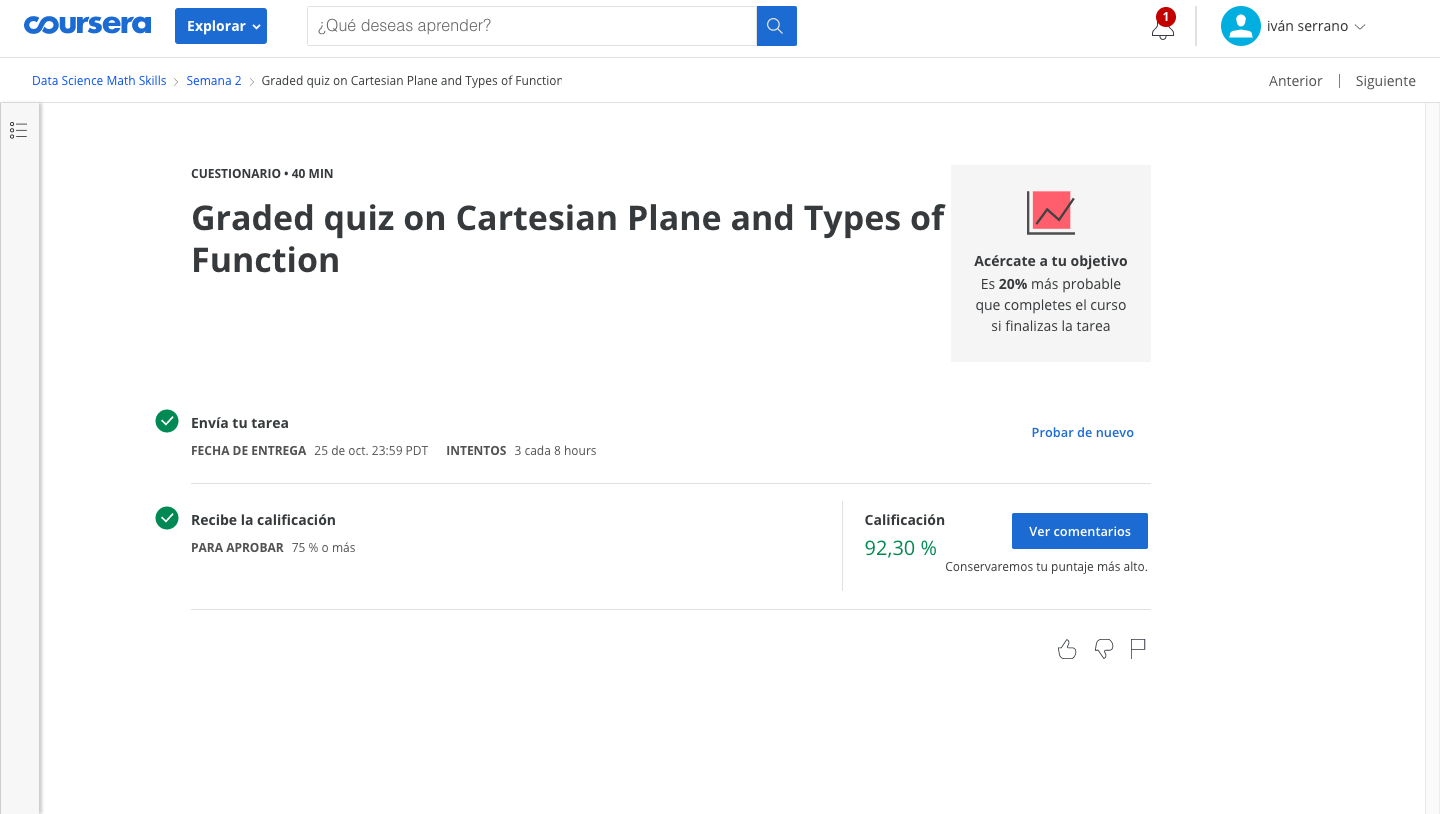 coursera
Explorar
¿Qué deseas aprender?
1
iván serrano
Data Science Math Skills
Semana 2
Graded quiz on Cartesian Plane and Types of Function
Anterior
Siguiente
CUESTIONARIO • 40 MIN
Graded quiz on Cartesian Plane and Types of
Function
Acércate a tu objetivo
Es 20% más probable
que completes el curso
si finalizas la tarea
Envía tu tarea
FECHA DE ENTREGA 25 de oct. 23:59 PDT INTENTOS 3 cada 8 hours
Probar de nuevo
Recibe la calificación
PARA APROBAR 75 % o más
Calificación
92,30 %
Ver comentarios
Conservaremos tu puntaje más alto.